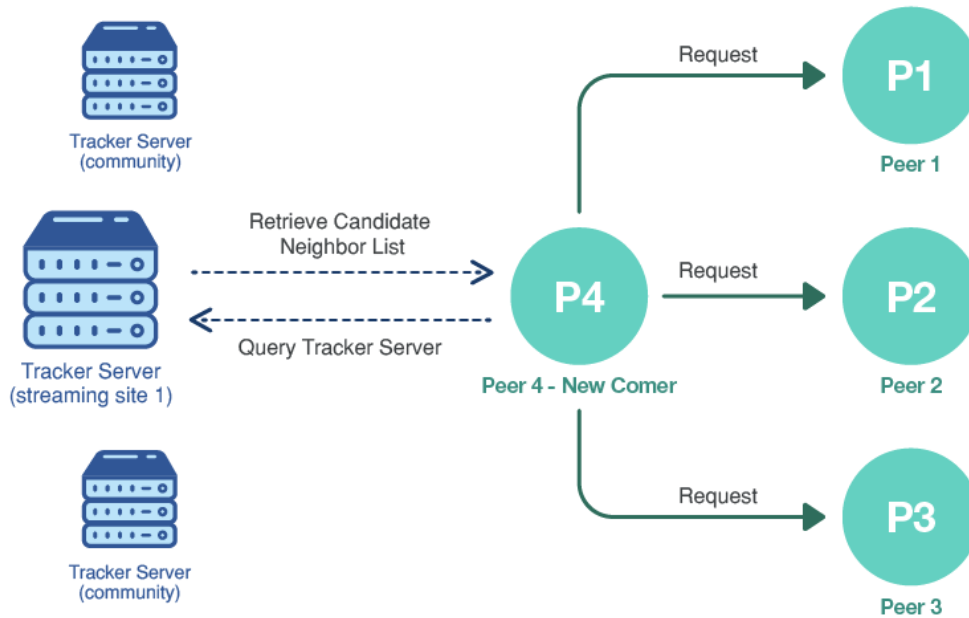 Tracker Server
(community)
Retrieve Candidate
Neighbor List
Query Tracker Server
Tracker Server
(streaming site 1)
Tracker Server
(community)
P4
Peer 4 - New Comer
Request
P1
Peer 1
Request
P2
Peer 2
Request
P3
Peer 3